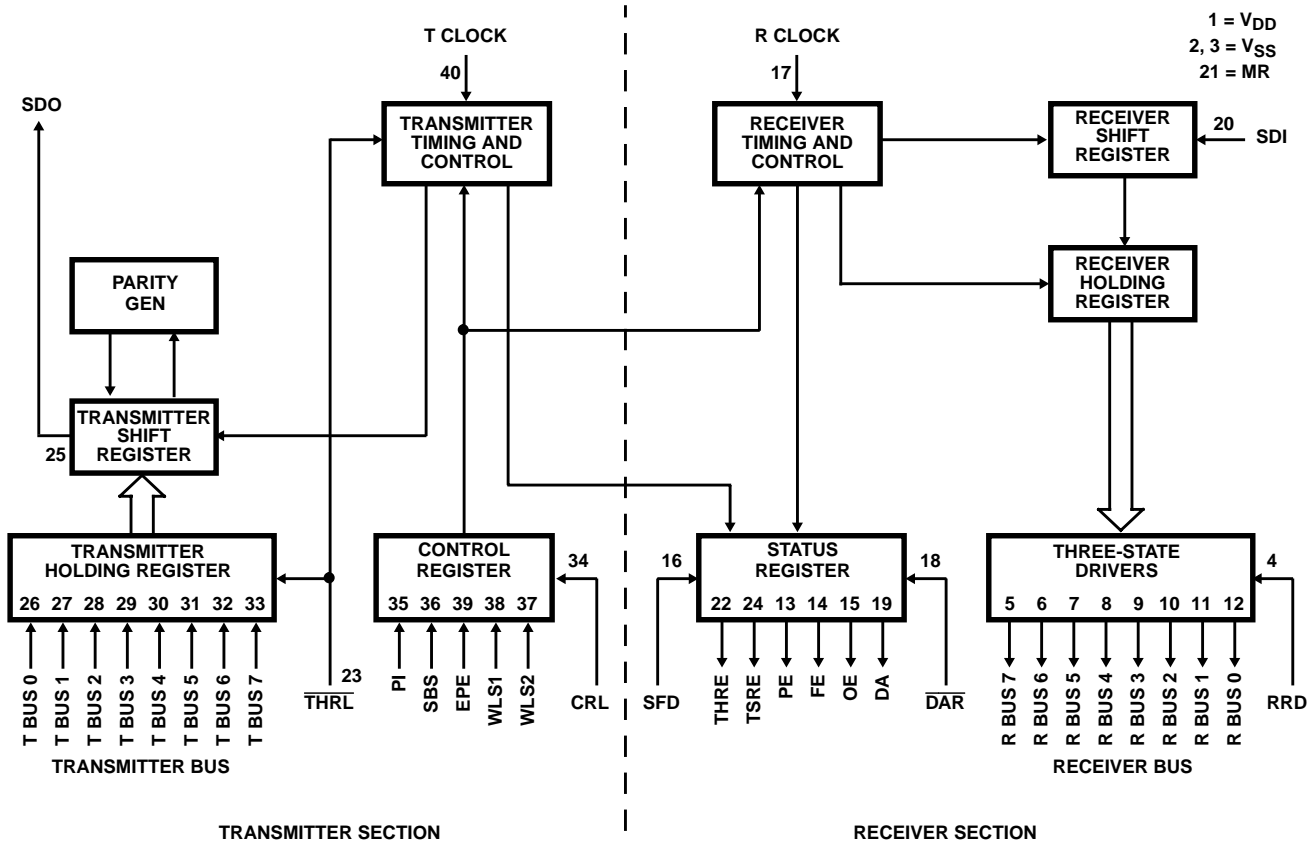 T CLOCK
R CLOCK
1 = VDD
2, 3 = VSS
21 = MR
40
17
SDO
TRANSMITTER
TIMING AND
CONTROL
RECEIVER
TIMING AND
CONTROL
RECEIVER
SHIFT
REGISTER
20
SDI
PARITY
GEN
RECEIVER
HOLDING
REGISTER
TRANSMITTER
SHIFT
REGISTER
25
TRANSMITTER
HOLDING REGISTER
26 27 28 29 30 31 32 33
CONTROL
REGISTER
35 36 39 38 37
34
16
STATUS
REGISTER
22 24 13 14 15 19
18
THREE-STATE
DRIVERS
5 6 7 8 9 10 11 12
4
T BUS 0
T BUS 1
T BUS 2
T BUS 3
T BUS 4
T BUS 5
T BUS 6
T BUS 7
23
THRL
PI
SBS
EPE
WLS1
WLS2
CRL
SFD
THRE
TSRE
PE
FE
OE
DA
DAR
R BUS 7
R BUS 6
R BUS 5
R BUS 4
R BUS 3
R BUS 2
R BUS 1
R BUS 0
RRD
TRANSMITTER BUS
RECEIVER BUS
TRANSMITTER SECTION
RECEIVER SECTION